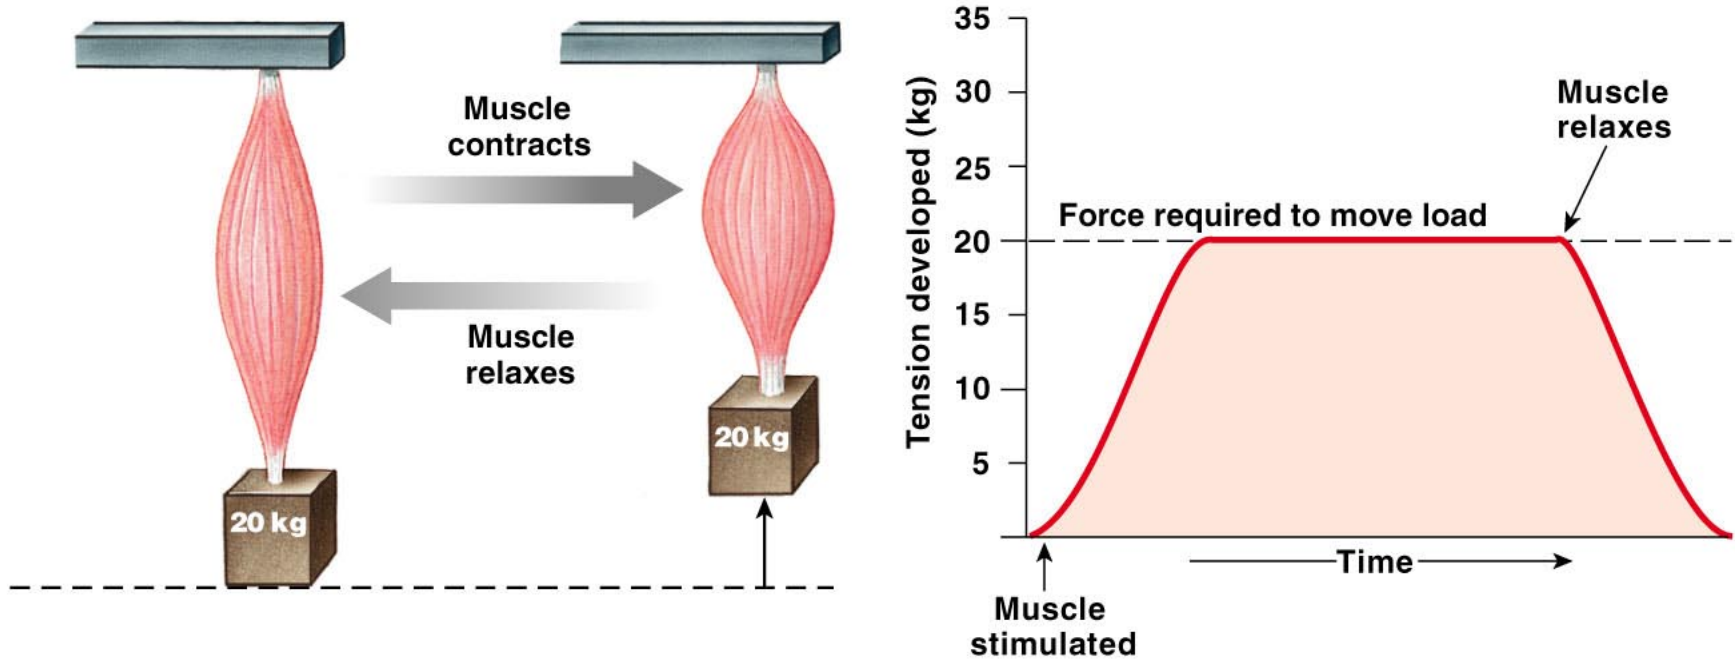 Muscle
contracts
Muscle
relaxes
20 kg
20 kg
Tension developed (kg)
35
30
25
20
15
10
5
Force required to move load
Muscle
relaxes
Time
Muscle
stimulated